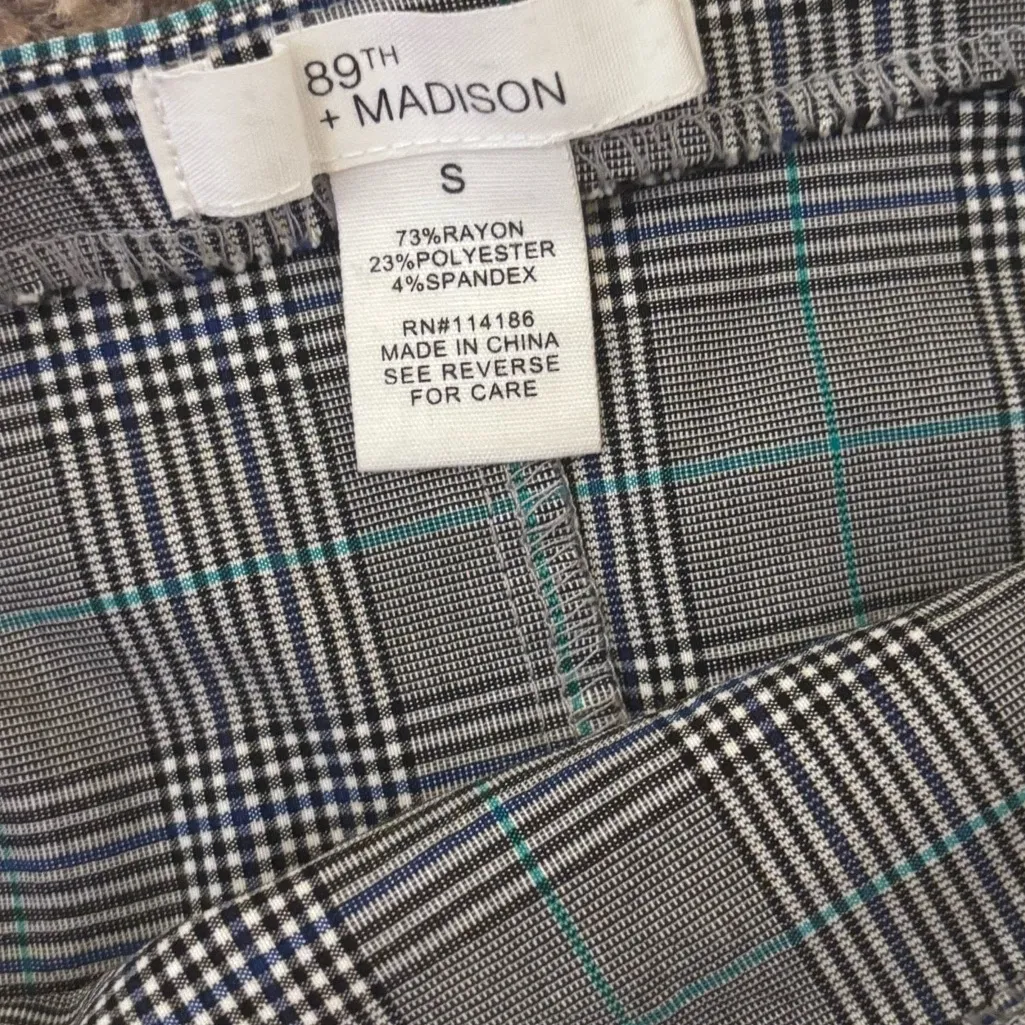 89TH
+ MADISON
S
73%RAYON
23%POLYESTER
4%SPANDEX
RN#114186
MADE IN CHINA
SEE REVERSE
FOR CARE